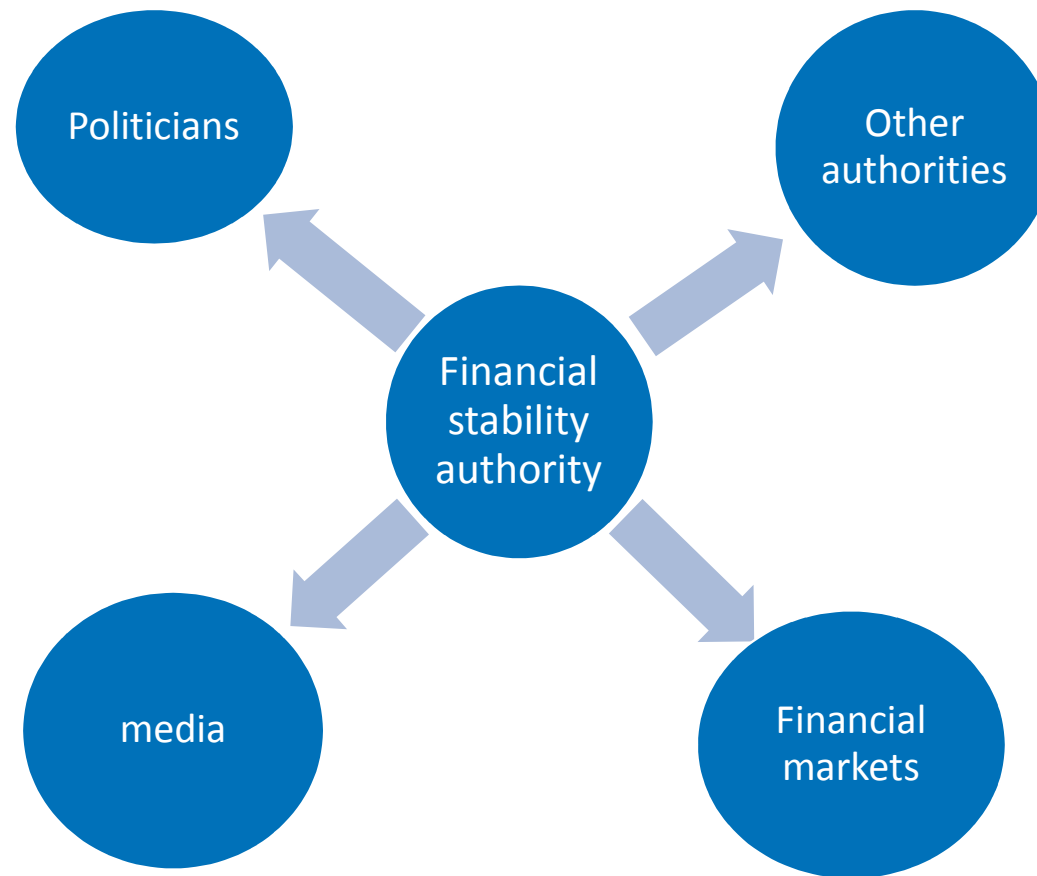 Politicians
Other
authorities
Financial
stability
authority
media
Financial
markets